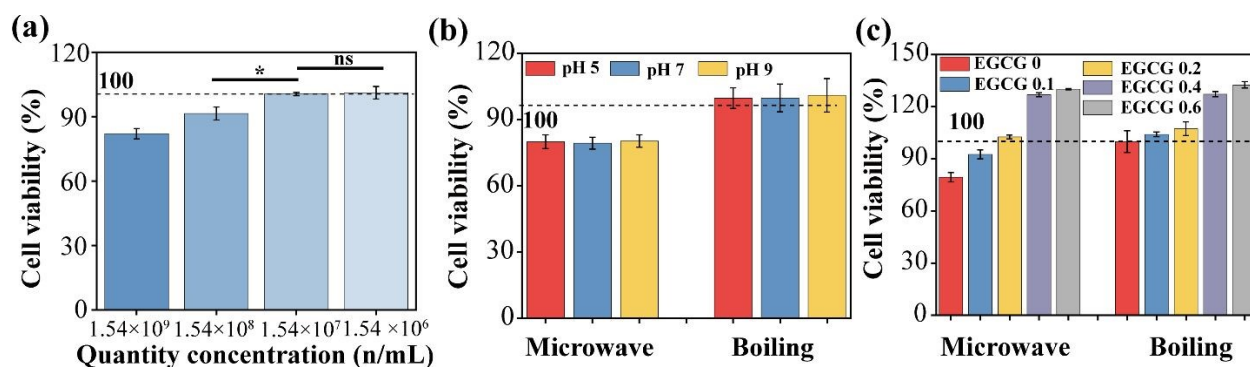 (a)
Cell viability (%)
120
90
60
30
0
100
*
ns
1.54×10⁹
1.54×10⁸
1.54×10⁷
1.54 ×10⁶
Quantity concentration (n/mL)
(b)
Cell viability (%)
120
90
60
30
0
pH 5
pH 7
pH 9
100
Microwave
Boiling
(c)
Cell viability (%)
150
120
90
60
30
0
EGCG 0
EGCG 0.1
EGCG 0.2
EGCG 0.4
EGCG 0.6
100
Microwave
Boiling